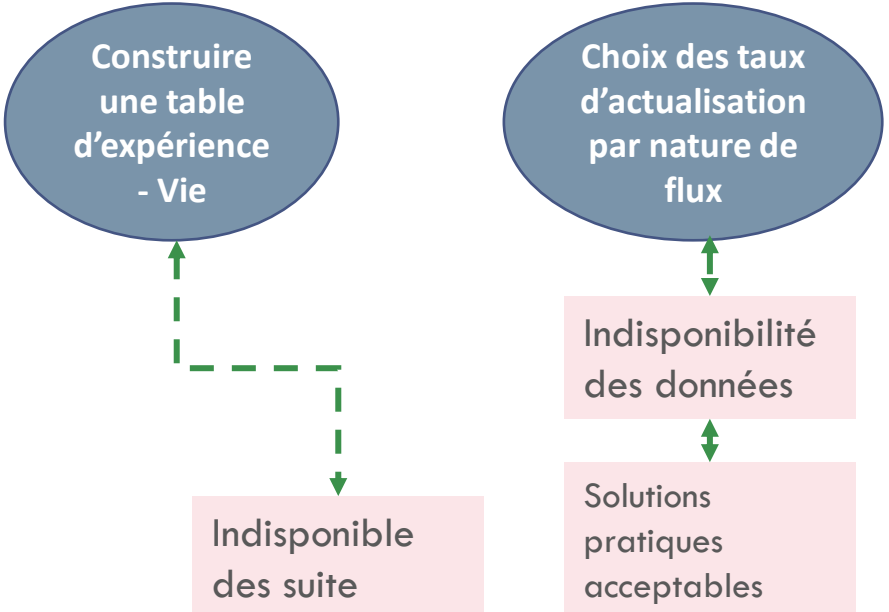 Construire
une table
d'expérience
- Vie
Choix des taux
d'actualisation
par nature de
flux
Indisponibilité
des données
Indisponible
des suite
Solutions
pratiques
acceptables